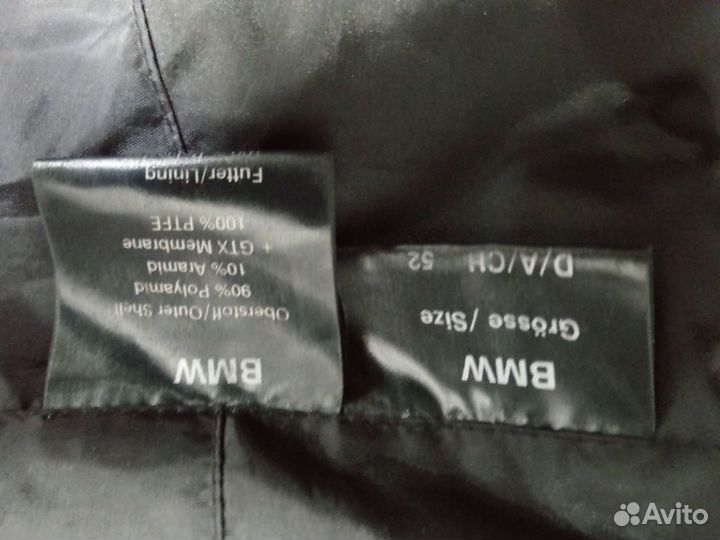 BMW
Oberstoff/Outer Shell
90% Polyamid
10% Aramid
+ GTX Membrane
100% PTFE
Futter/Lining
BMW
Grösse / Size
D/A/CH 52
Avito